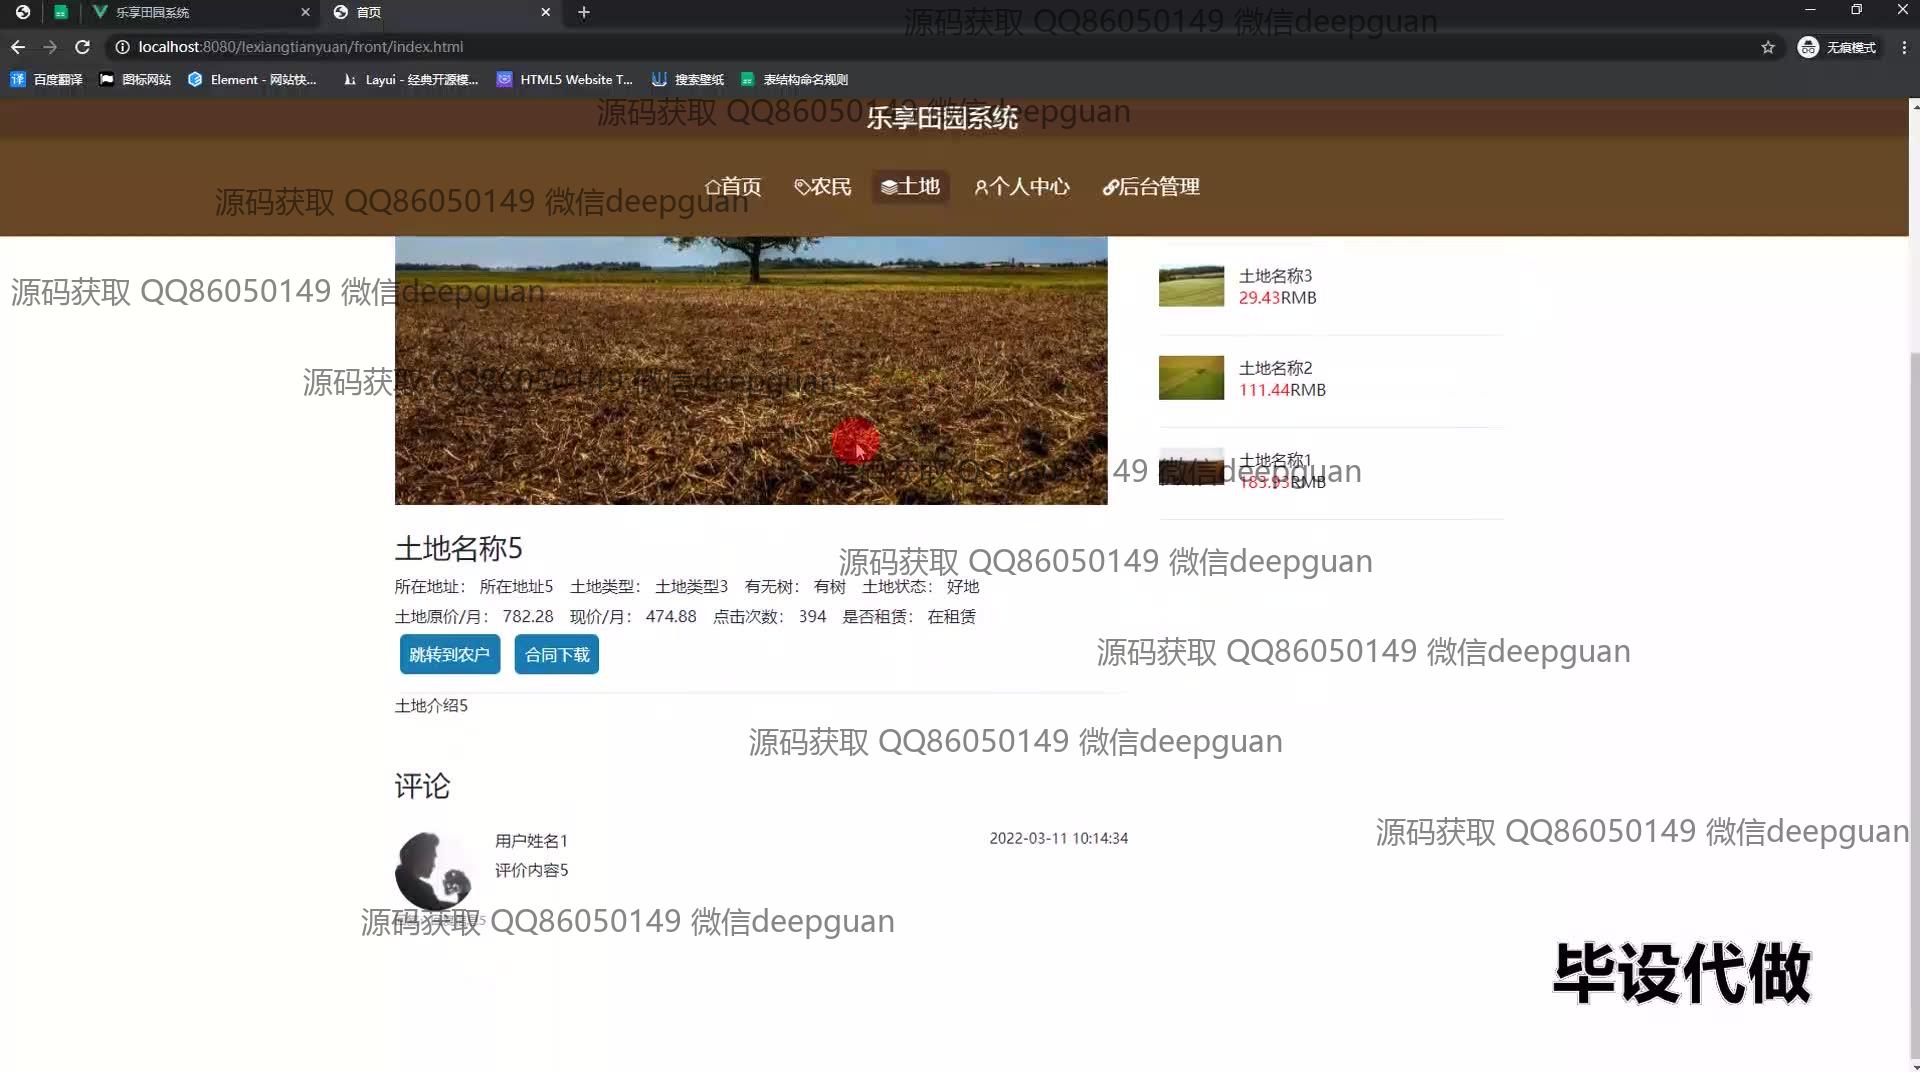 乐享田园系统
首页
localhost:8080/lexiangtianyuan/front/index.html
无痕模式
百度翻译
图标网站
Element - 网站快...
Layui - 经典开源模...
HTML5 Website T...
搜索壁纸
表结构命名规则
源码获取 QQ86050149 微信deepguan
源码获取 QQ86050149 微信deepguan
乐享田园系统
首页
农民
土地
个人中心
后台管理
源码获取 QQ86050149 微信deepguan
源码获取 QQ86050149 微信deepguan
土地名称3
29.43RMB
源码获取 QQ86050149 微信deepguan
土地名称2
111.44RMB
源码获取 QQ86050149 微信deepguan
土地名称1
183.93RMB
土地名称5
源码获取 QQ86050149 微信deepguan
所在地址: 所在地址5 土地类型: 土地类型3 有无树: 有树 土地状态: 好地
土地原价/月: 782.28 现价/月: 474.88 点击次数: 394 是否租赁: 在租赁
跳转到农户
合同下载
源码获取 QQ86050149 微信deepguan
土地介绍5
源码获取 QQ86050149 微信deepguan
评论
用户姓名1
2022-03-11 10:14:34
评价内容5
源码获取 QQ86050149 微信deepguan
源码获取 QQ86050149 微信deepguan
毕设代做